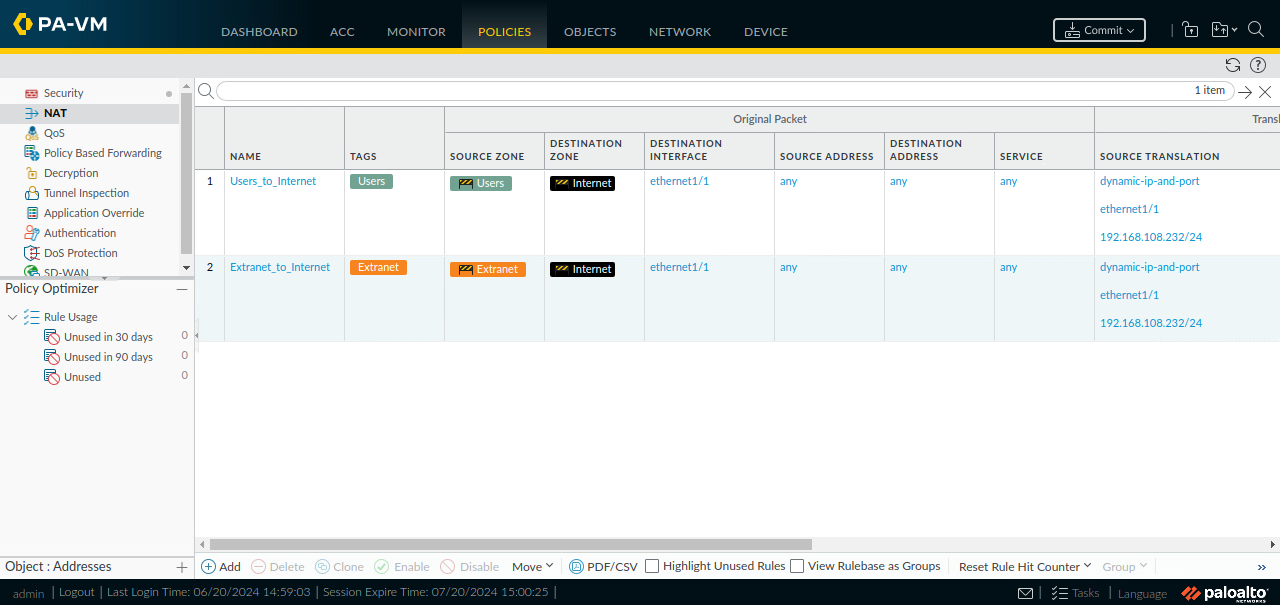 PA-VM
DASHBOARD ACC MONITOR POLICIES OBJECTS NETWORK DEVICE
Commit
Security
NAT
QoS
Policy Based Forwarding
Decryption
Tunnel Inspection
Application Override
Authentication
DoS Protection
SD-WAN
Policy Optimizer
Rule Usage
Unused in 30 days 0
Unused in 90 days 0
Unused 0
Object : Addresses
1 item
Original Packet Transl
NAME TAGS SOURCE ZONE DESTINATION ZONE DESTINATION INTERFACE SOURCE ADDRESS DESTINATION ADDRESS SERVICE SOURCE TRANSLATION
1 Users_to_Internet Users Users Internet ethernet1/1 any any any dynamic-ip-and-port
ethernet1/1
192.168.108.232/24
2 Extranet_to_Internet Extranet Extranet Internet ethernet1/1 any any any dynamic-ip-and-port
ethernet1/1
192.168.108.232/24
Add Delete Clone Enable Disable Move PDF/CSV Highlight Unused Rules View Rulebase as Groups Reset Rule Hit Counter Group »
admin | Logout | Last Login Time: 06/20/2024 14:59:03 | Session Expire Time: 07/20/2024 15:00:25 |
| Tasks | Language paloalto NETWORKS